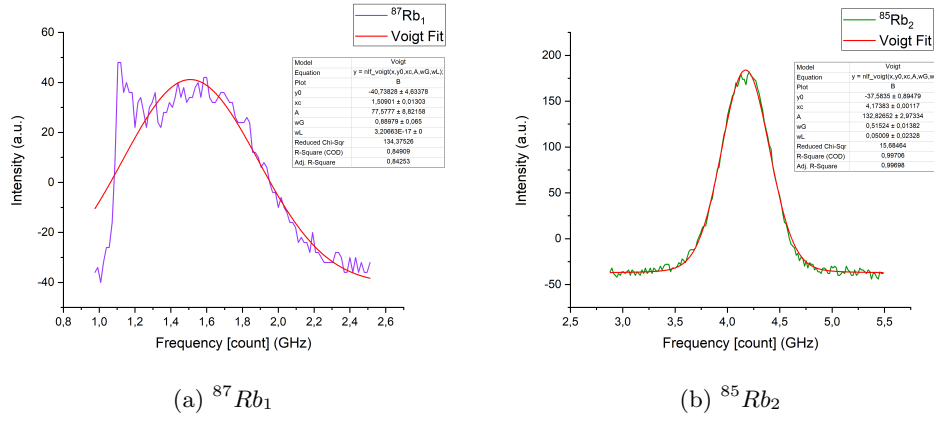 ⁸⁷Rb₁
Voigt Fit
Model Voigt
Equation y = nlf_voigt(x,y0,xc,A,wG,wL);
Plot B
y0 -40,73828 ± 4,63378
xc 1,50901 ± 0,01303
A 77,5777 ± 8,82158
wG 0,88979 ± 0,065
wL 3,20663E-17 ± 0
Reduced Chi-Sqr 134,37526
R-Square (COD) 0,84909
Adj. R-Square 0,84253
60
40
20
0
-20
-40
Intensity (a.u.)
0,8 1,0 1,2 1,4 1,6 1,8 2,0 2,2 2,4 2,6
Frequency [count] (GHz)
(a) ⁸⁷Rb₁
⁸⁵Rb₂
Voigt Fit
Model Voigt
Equation y = nlf_voigt(x,y0,xc,A,wG,w
Plot B
y0 -37,5835 ± 0,89479
xc 4,17383 ± 0,00117
A 132,82652 ± 2,97334
wG 0,51524 ± 0,01382
wL 0,05009 ± 0,02328
Reduced Chi-Sqr 15,68464
R-Square (COD) 0,99706
Adj. R-Square 0,99698
200
150
100
50
0
-50
Intensity (a.u.)
2,5 3,0 3,5 4,0 4,5 5,0 5,5
Frequency [count] (GHz)
(b) ⁸⁵Rb₂